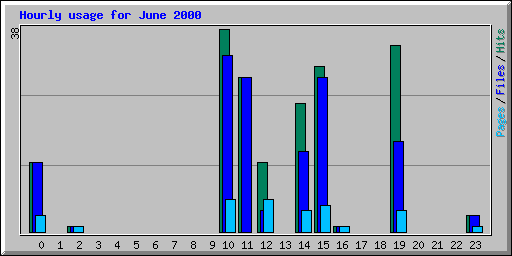 Hourly usage for June 2000
38
Pages / Files / Hits
0 1 2 3 4 5 6 7 8 9 10 11 12 13 14 15 16 17 18 19 20 21 22 23